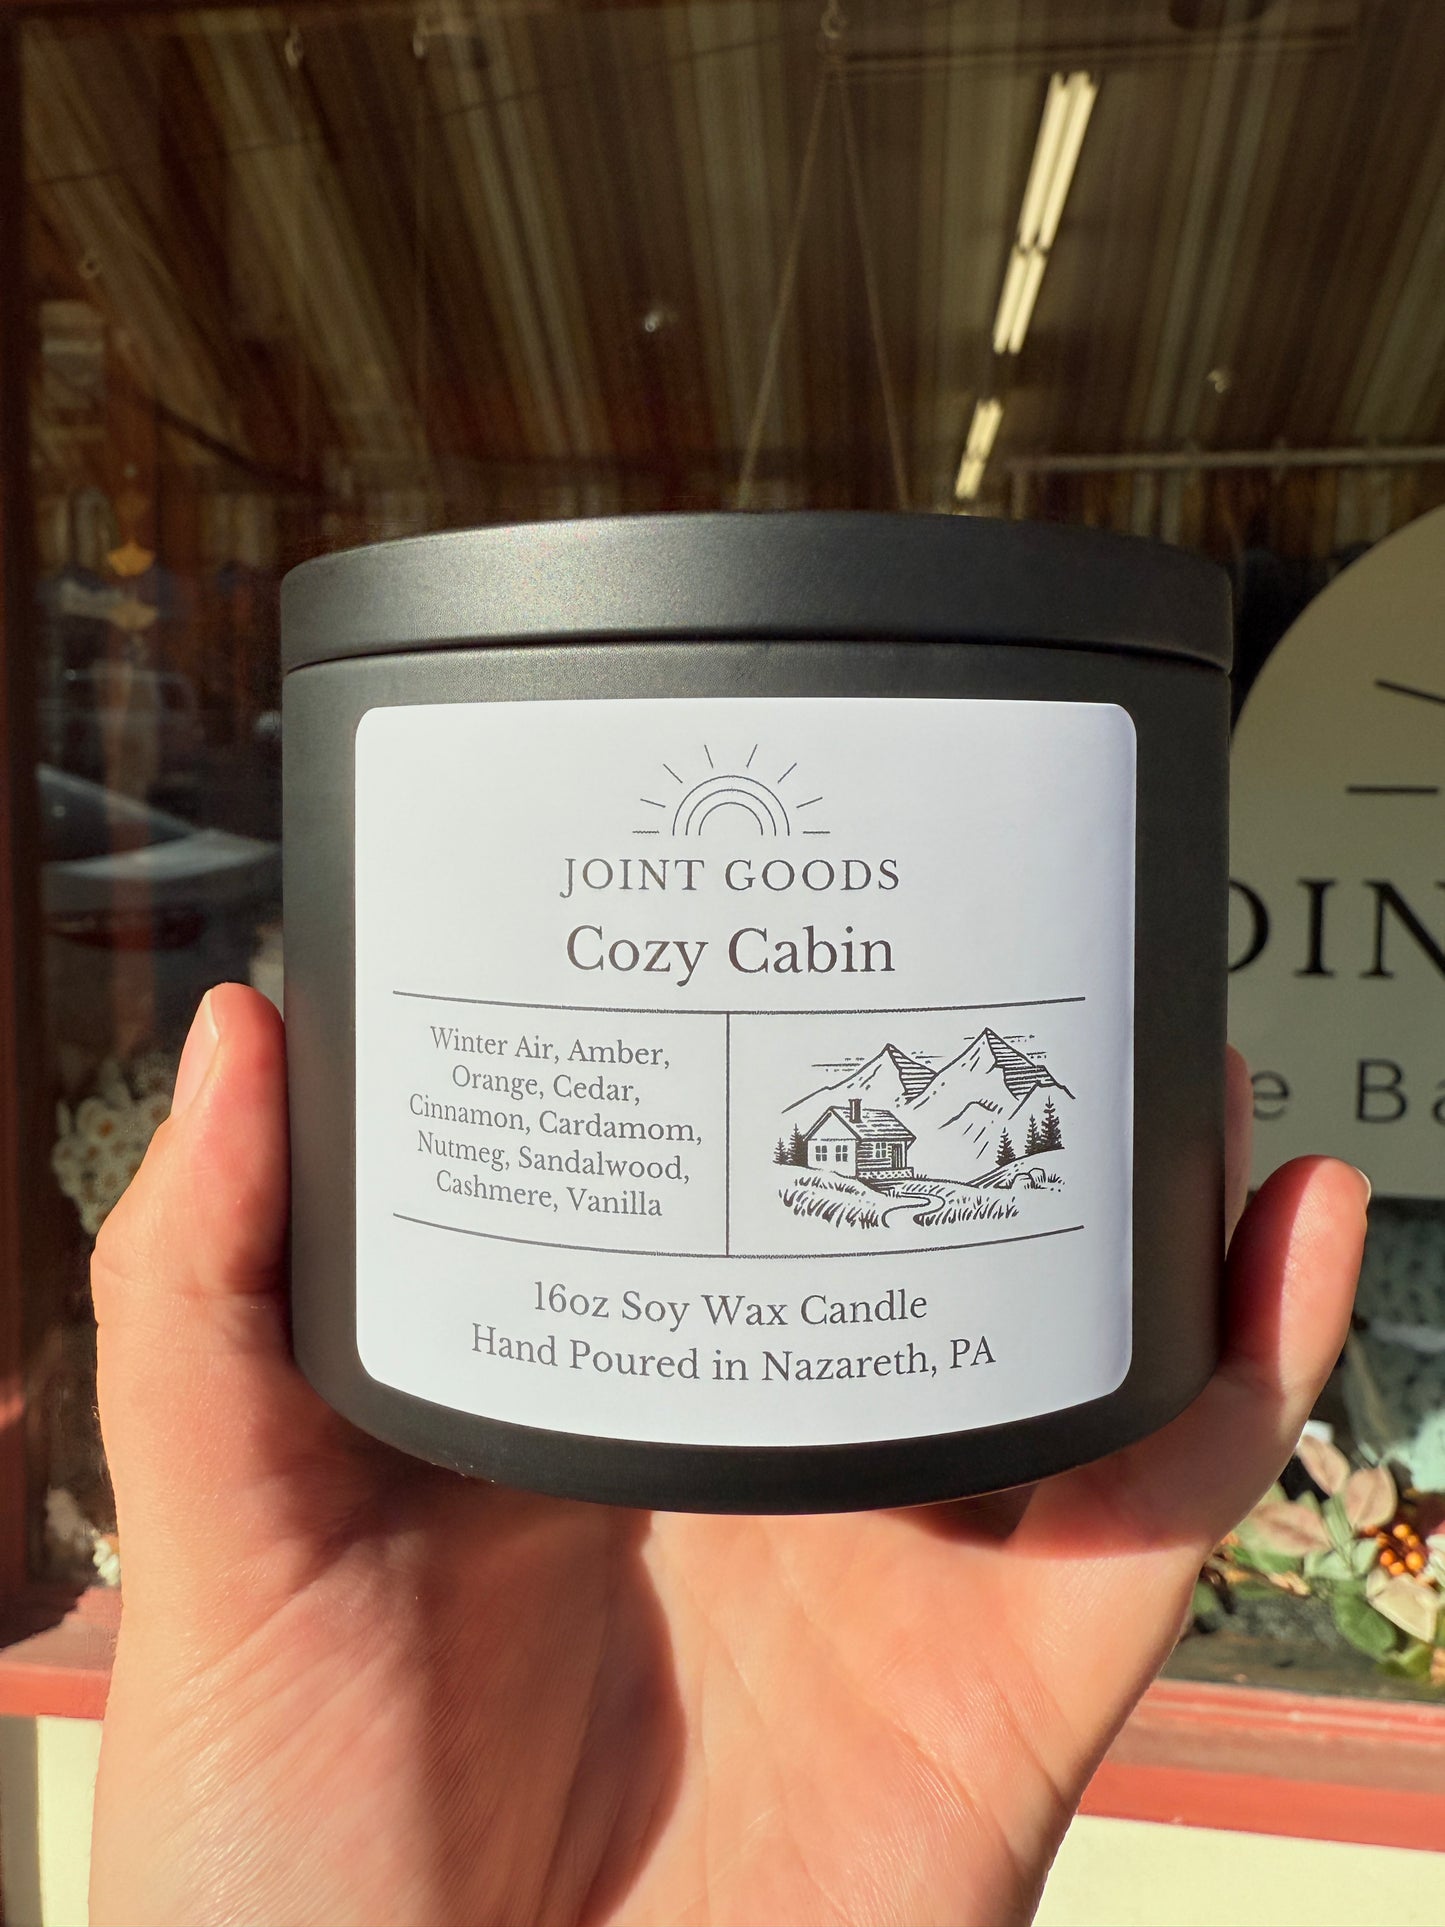 JOINT GOODS
Cozy Cabin
Winter Air, Amber,
Orange, Cedar,
Cinnamon, Cardamom,
Nutmeg, Sandalwood,
Cashmere, Vanilla
16oz Soy Wax Candle
Hand Poured in Nazareth, PA